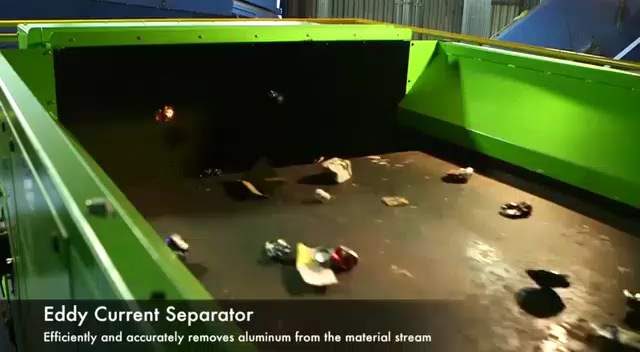 Eddy Current Separator
Efficiently and accurately removes aluminum from the material stream